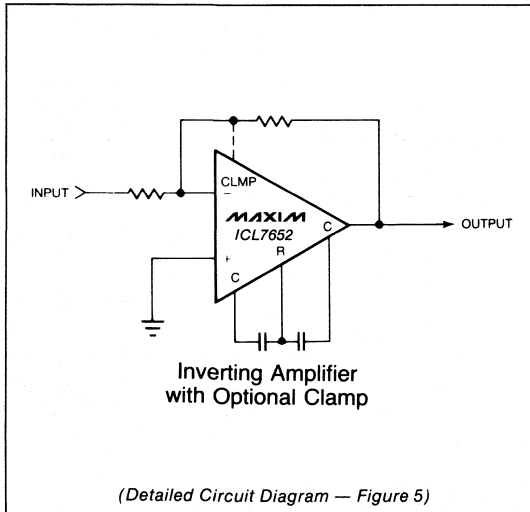 CLMP
INPUT
−
MAXIM
ICL7652
C
OUTPUT
R
+
C
Inverting Amplifier
with Optional Clamp
(Detailed Circuit Diagram — Figure 5)